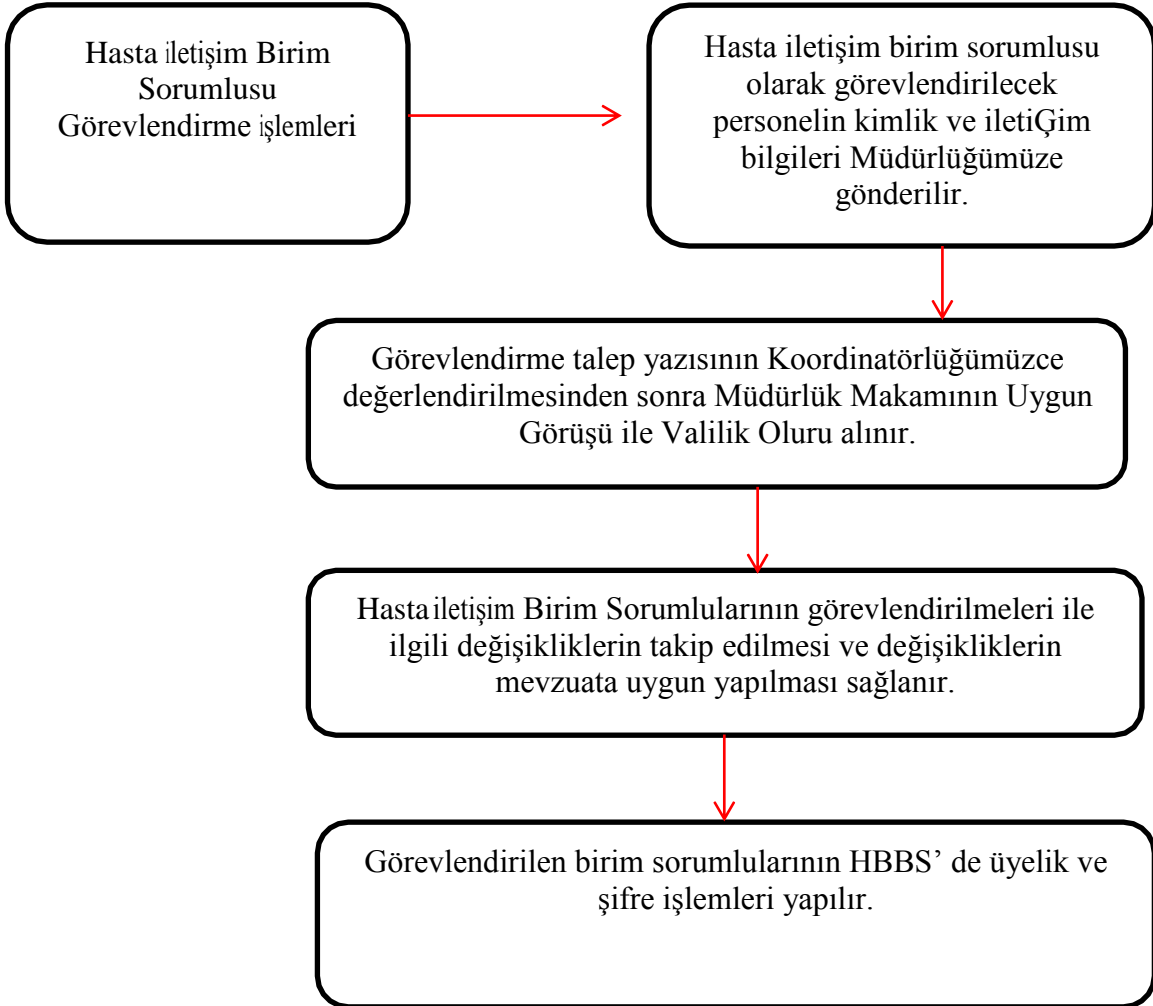 Hasta iletişim Birim
Sorumlusu
Görevlendirme işlemleri
Hasta iletişim birim sorumlusu
olarak görevlendirilecek
personelin kimlik ve iletiĢim
bilgileri Müdürlüğümüze
gönderilir.
Görevlendirme talep yazısının Koordinatörlüğümüzce
değerlendirilmesinden sonra Müdürlük Makamının Uygun
Görüşü ile Valilik Oluru alınır.
Hasta iletişim Birim Sorumlularının görevlendirilmeleri ile
ilgili değişikliklerin takip edilmesi ve değişikliklerin
mevzuata uygun yapılması sağlanır.
Görevlendirilen birim sorumlularının HBBS’ de üyelik ve
şifre işlemleri yapılır.